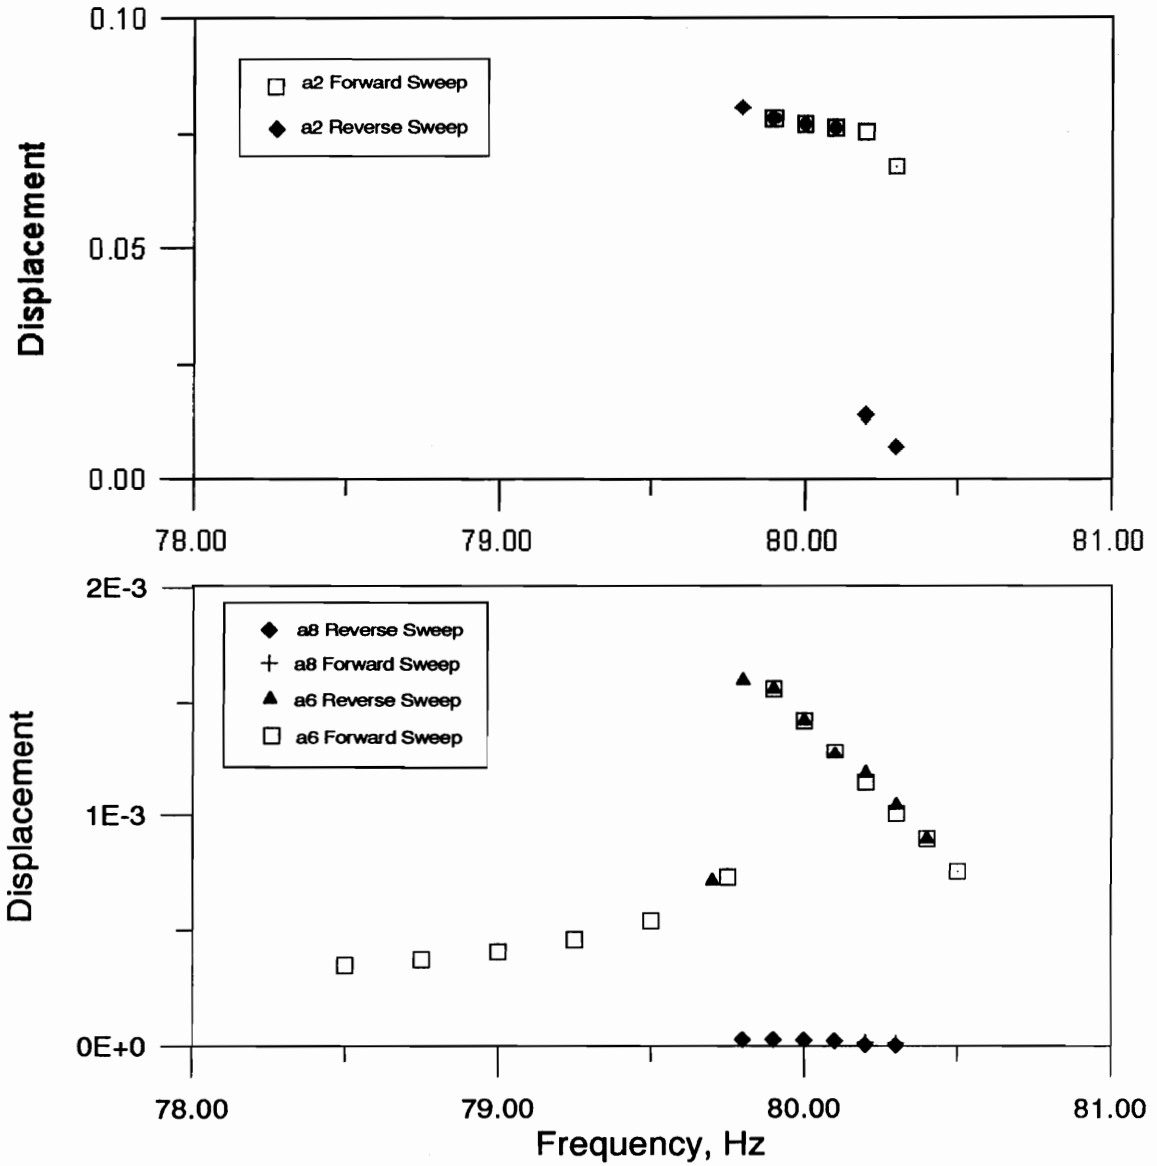 0.10
a2 Forward Sweep
a2 Reverse Sweep
Displacement
0.05
0.00
78.00 79.00 80.00 81.00
2E-3
a8 Reverse Sweep
a8 Forward Sweep
a6 Reverse Sweep
a6 Forward Sweep
Displacement
1E-3
0E+0
78.00 79.00 80.00 81.00
Frequency, Hz